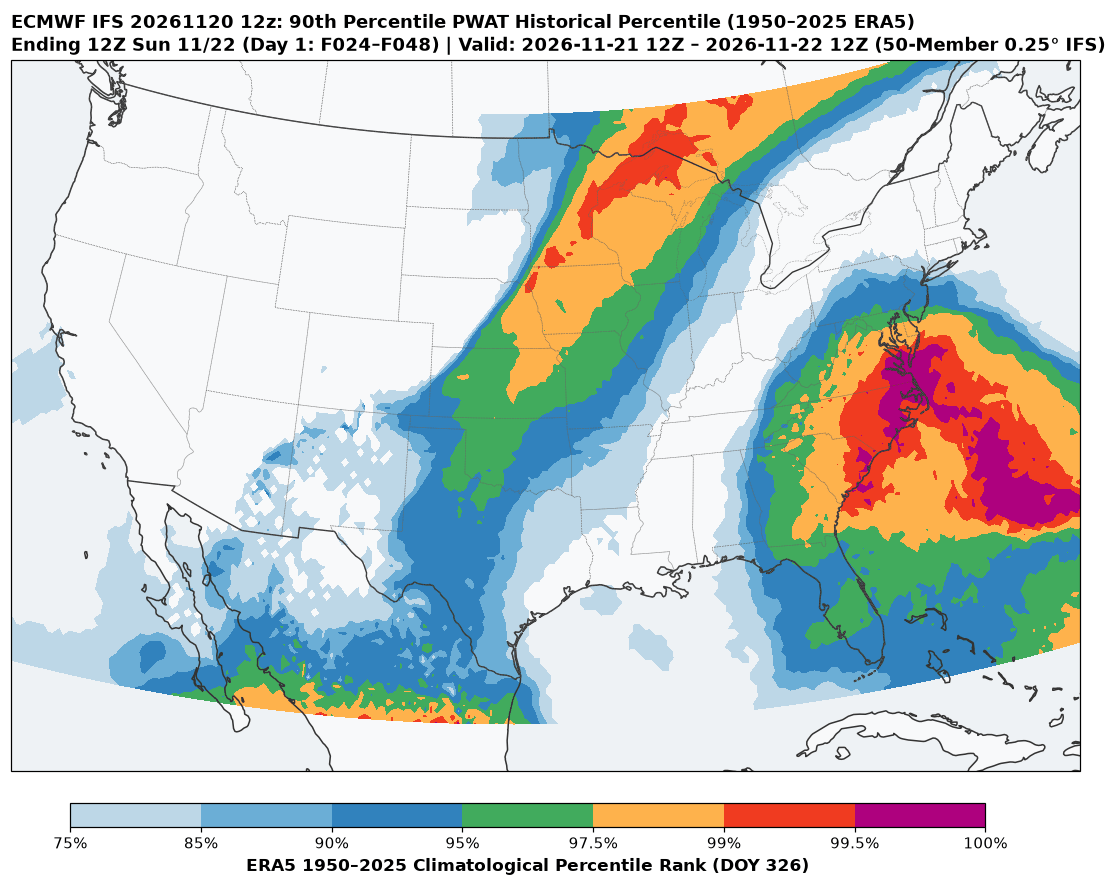 ECMWF IFS 20261120 12z: 90th Percentile PWAT Historical Percentile (1950–2025 ERA5)
Ending 12Z Sun 11/22 (Day 1: F024–F048) | Valid: 2026-11-21 12Z – 2026-11-22 12Z (50-Member 0.25° IFS)
75% 85% 90% 95% 97.5% 99% 99.5% 100%
ERA5 1950–2025 Climatological Percentile Rank (DOY 326)